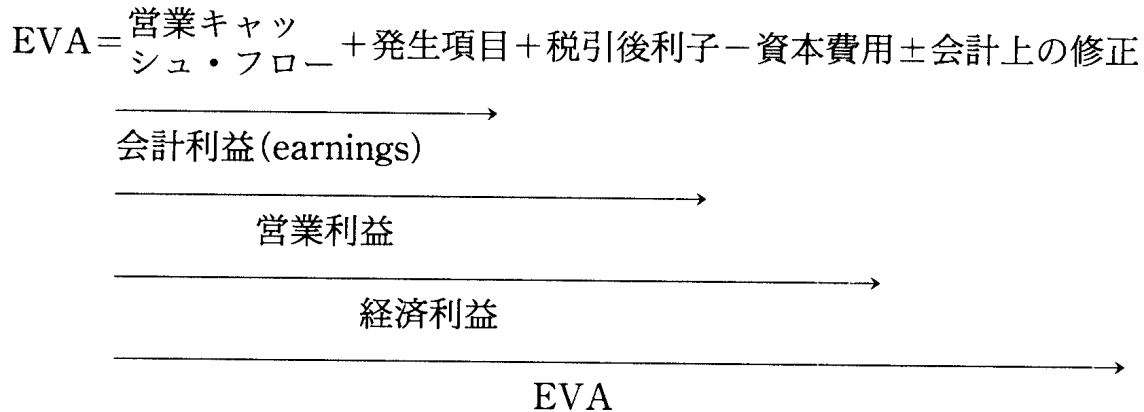 EVA=営業キャッシュ・フロー+発生項目+税引後利子−資本費用±会計上の修正
会計利益(earnings)
営業利益
経済利益
EVA